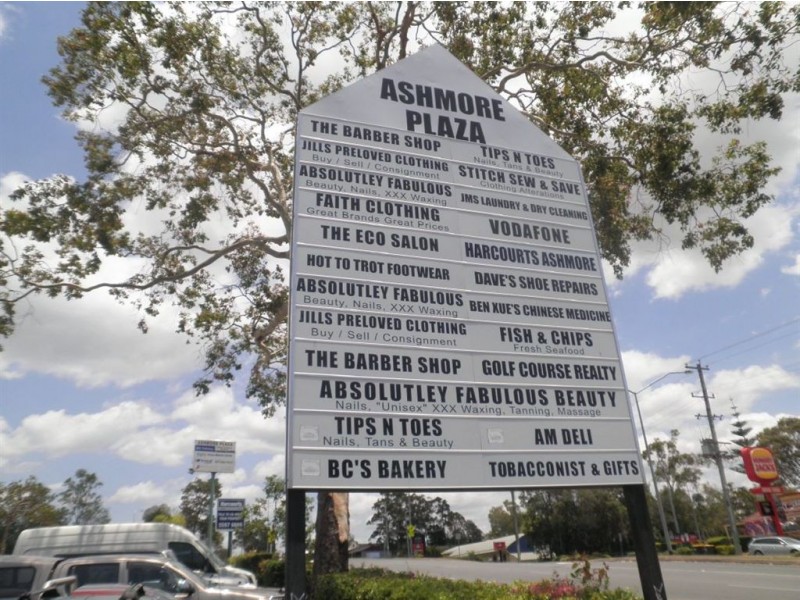 ASHMORE
PLAZA
THE BARBER SHOP
TIPS N TOES
Nails, Tans & Beauty
JILLS PRELOVED CLOTHING
Buy / Sell / Consignment
STITCH SEW & SAVE
Clothing Alterations
ABSOLUTLEY FABULOUS
Beauty, Nails, XXX Waxing
JMS LAUNDRY & DRY CLEANING
FAITH CLOTHING
Great Brands Great Prices
VODAFONE
THE ECO SALON
HARCOURTS ASHMORE
HOT TO TROT FOOTWEAR
DAVE'S SHOE REPAIRS
ABSOLUTLEY FABULOUS
Beauty, Nails, XXX Waxing
BEN XUE'S CHINESE MEDICINE
JILLS PRELOVED CLOTHING
Buy / Sell / Consignment
FISH & CHIPS
Fresh Seafood
THE BARBER SHOP
GOLF COURSE REALTY
ABSOLUTLEY FABULOUS BEAUTY
Nails, "Unisex" XXX Waxing, Tanning, Massage
TIPS N TOES
Nails, Tans & Beauty
AM DELI
BC'S BAKERY
TOBACCONIST & GIFTS
ASHMORE PLAZA
HUNGRY
JACK'S